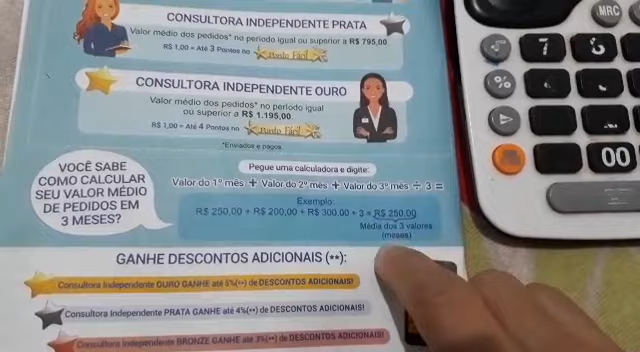 CONSULTORA INDEPENDENTE PRATA
Valor médio dos pedidos* no período igual ou superior a R$ 795,00
R$ 1,00 = Até 3 Pontos no Ponto Fácil
CONSULTORA INDEPENDENTE OURO
Valor médio dos pedidos* no período igual
ou superior a R$ 1.195,00
R$ 1,00 = Até 4 Pontos no Ponto Fácil
*Enviados e pagos
VOCÊ SABE
COMO CALCULAR
SEU VALOR MÉDIO
DE PEDIDOS EM
3 MESES?
Pegue uma calculadora e digite:
Valor do 1º mês + Valor do 2º mês + Valor do 3º mês ÷ 3 =
Exemplo:
R$ 250,00 + R$ 200,00 + R$ 300,00 ÷ 3 = R$ 250,00
Média dos 3 valores
(meses)
GANHE DESCONTOS ADICIONAIS (**):
Consultora Independente OURO GANHE até 5%(**) de DESCONTOS ADICIONAIS!
Consultora Independente PRATA GANHE até 4%(**) de DESCONTOS ADICIONAIS!
Consultora Independente BRONZE GANHE até 3%(**) de DESCONTOS ADICIONAIS!
MRC
7
%
00